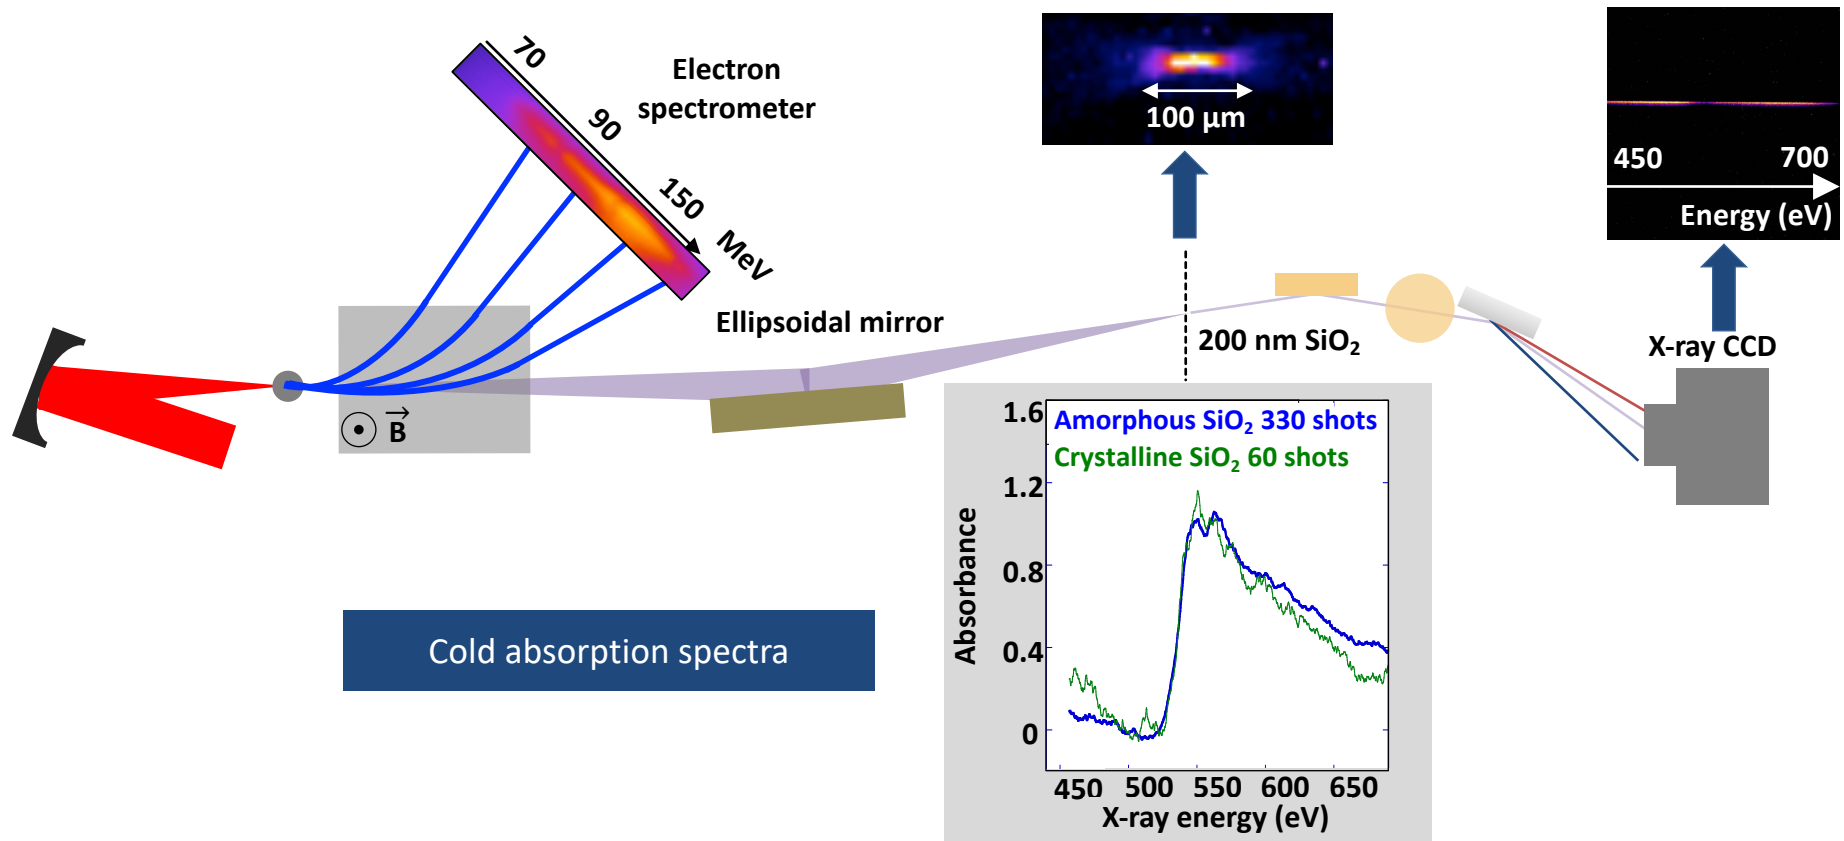 70
90
150
MeV
Electron
spectrometer
100 µm
450 700
Energy (eV)
Ellipsoidal mirror
200 nm SiO₂
X-ray CCD
B
Cold absorption spectra
Amorphous SiO₂ 330 shots
Crystalline SiO₂ 60 shots
1.6
1.2
0.8
0.4
0
Absorbance
450 500 550 600 650
X-ray energy (eV)